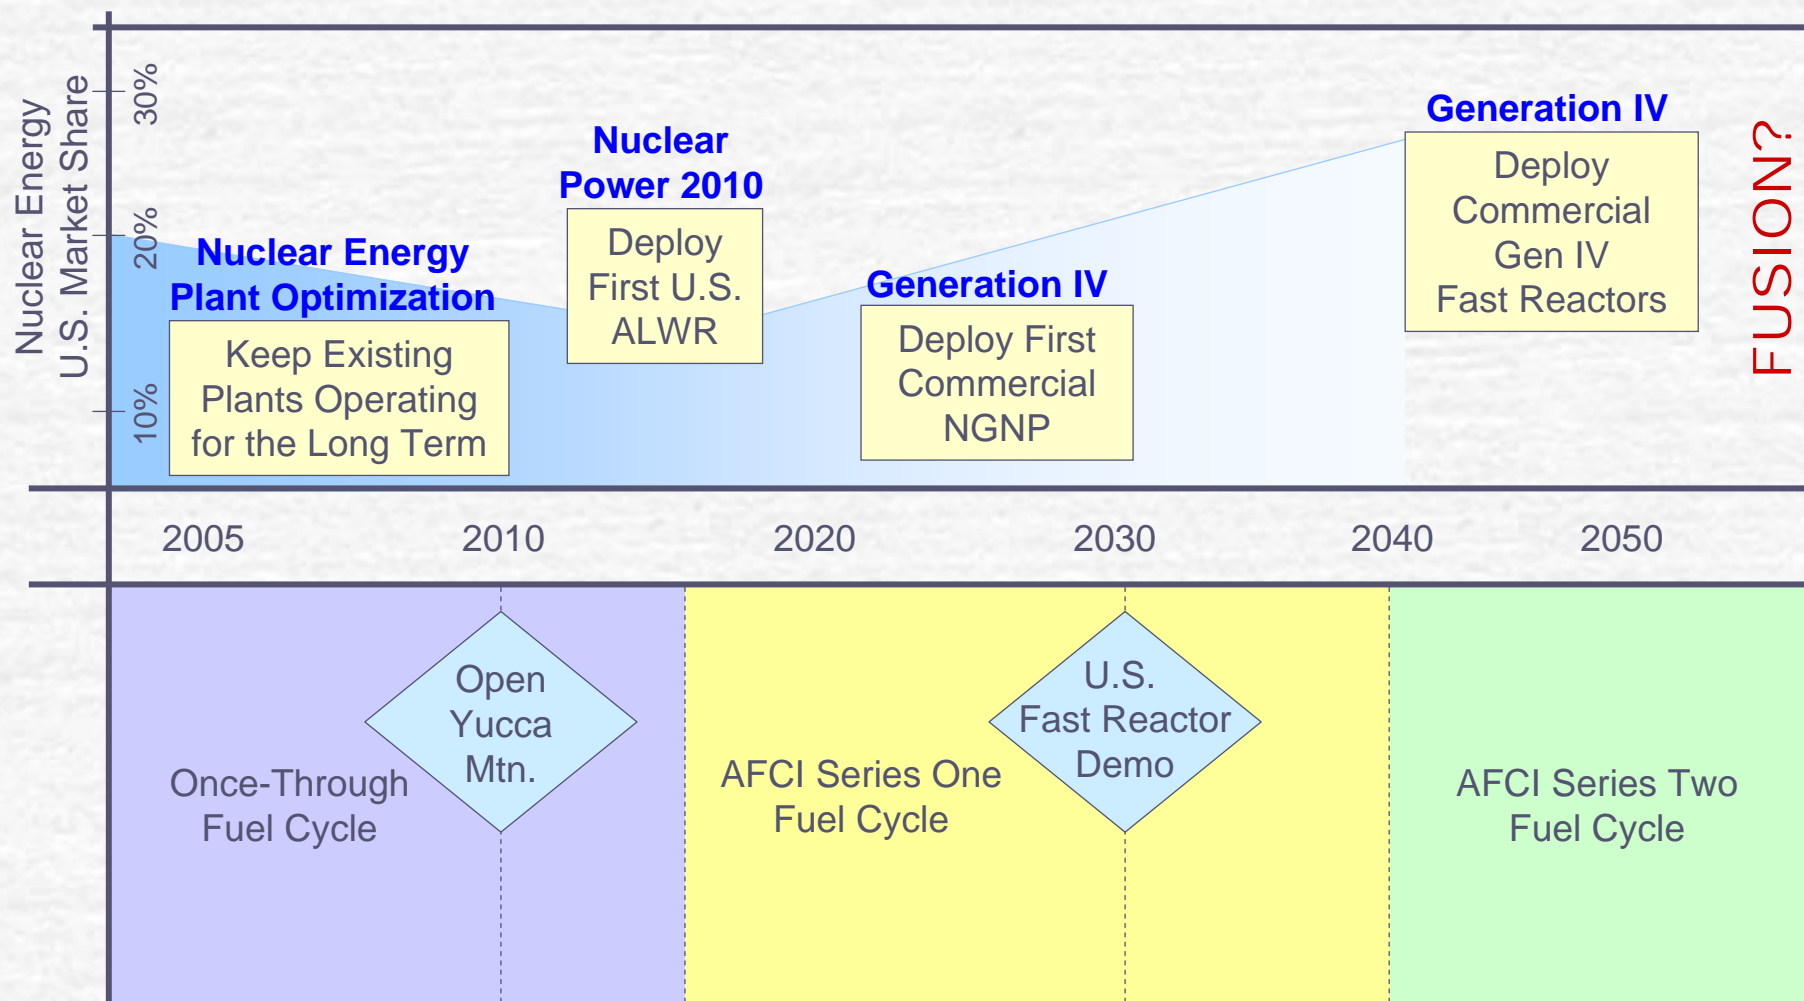 Nuclear Energy
U.S. Market Share
30%
20%
10%
Nuclear Energy
Plant Optimization
Keep Existing
Plants Operating
for the Long Term
Nuclear
Power 2010
Deploy
First U.S.
ALWR
Generation IV
Deploy First
Commercial
NGNP
Generation IV
Deploy
Commercial
Gen IV
Fast Reactors
FUSION?
2005 2010 2020 2030 2040 2050
Once-Through
Fuel Cycle
Open
Yucca
Mtn.
AFCI Series One
Fuel Cycle
U.S.
Fast Reactor
Demo
AFCI Series Two
Fuel Cycle